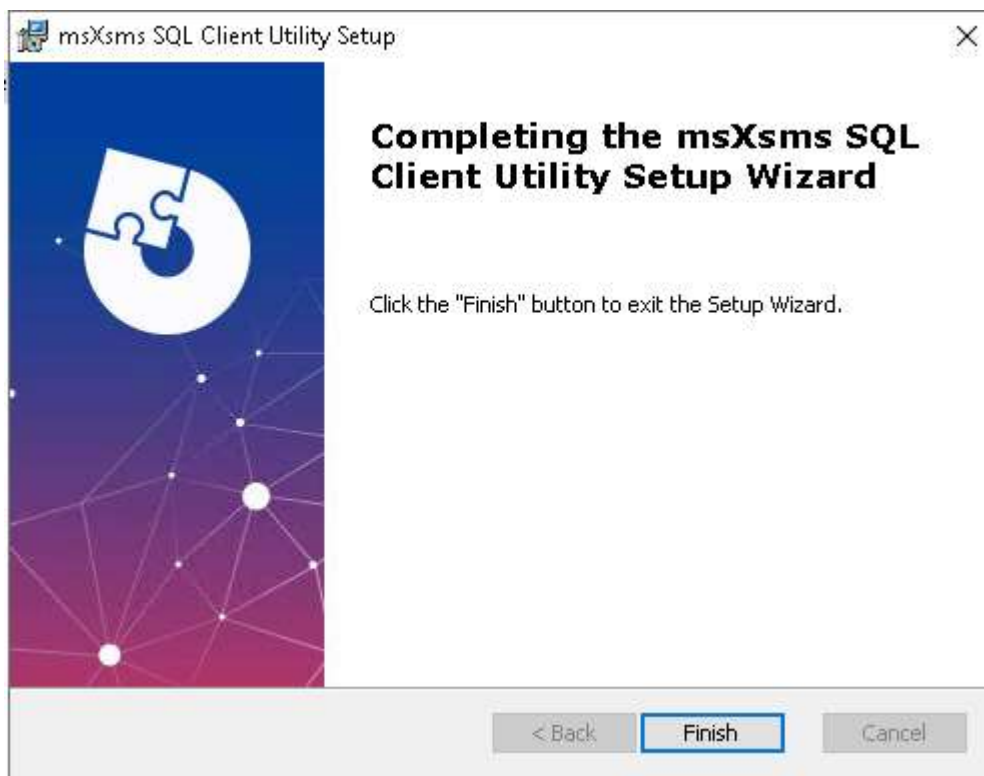 msXsms SQL Client Utility Setup
Completing the msXsms SQL
Client Utility Setup Wizard
Click the "Finish" button to exit the Setup Wizard.
< Back
Finish
Cancel